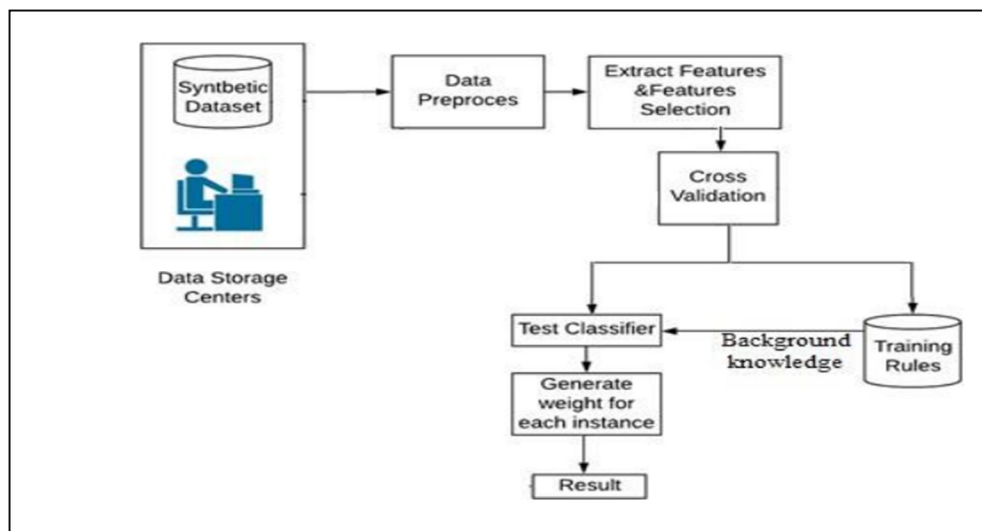 Syntbetic
Dataset
Data Storage
Centers
Data
Preproces
Extract Features
&Features
Selection
Cross
Validation
Test Classifier
Background
knowledge
Training
Rules
Generate
weight for
each instance
Result